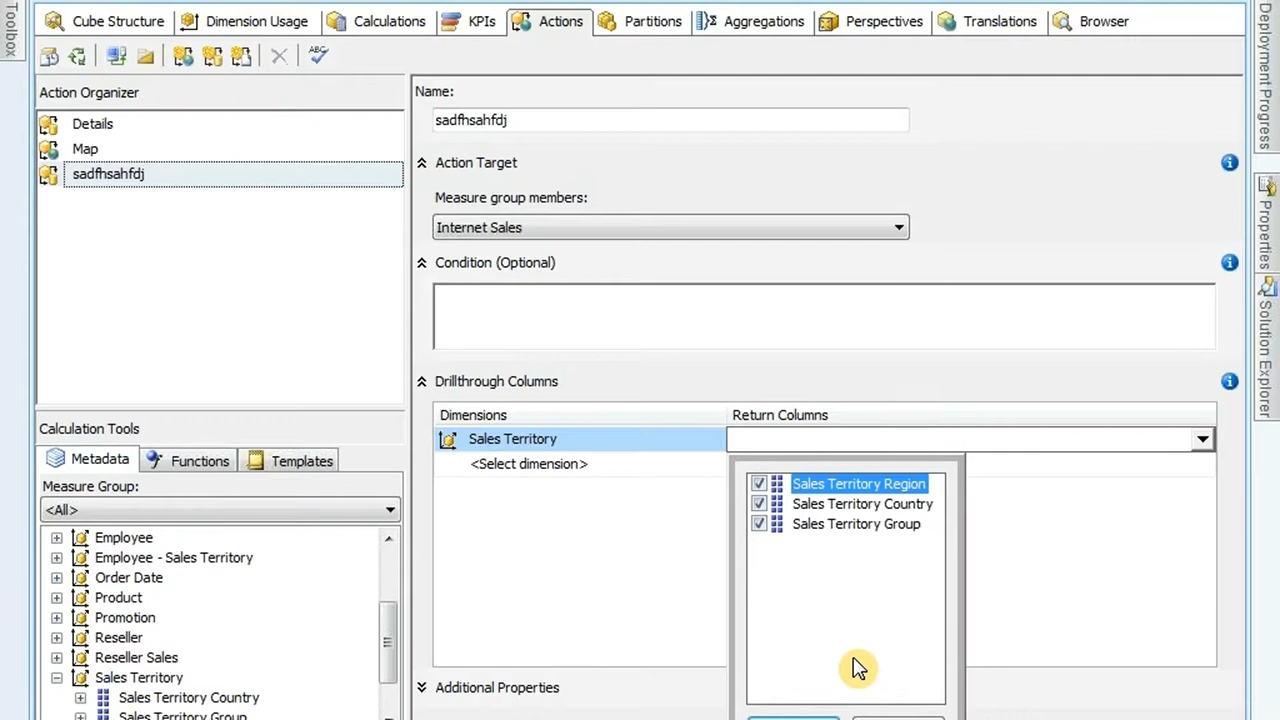 Toolbox
Cube Structure Dimension Usage Calculations KPIs Actions Partitions Aggregations Perspectives Translations Browser
ABC
Action Organizer
Details
Map
sadfhsahfdj
Name:
sadfhsahfdj
Action Target
Measure group members:
Internet Sales
Condition (Optional)
Drillthrough Columns
Dimensions Return Columns
Sales Territory
<Select dimension>
Sales Territory Region
Sales Territory Country
Sales Territory Group
Additional Properties
Calculation Tools
Metadata Functions Templates
Measure Group:
<All>
Employee
Employee - Sales Territory
Order Date
Product
Promotion
Reseller
Reseller Sales
Sales Territory
Sales Territory Country
Sales Territory Group
Deployment Progress
Properties
Solution Explorer